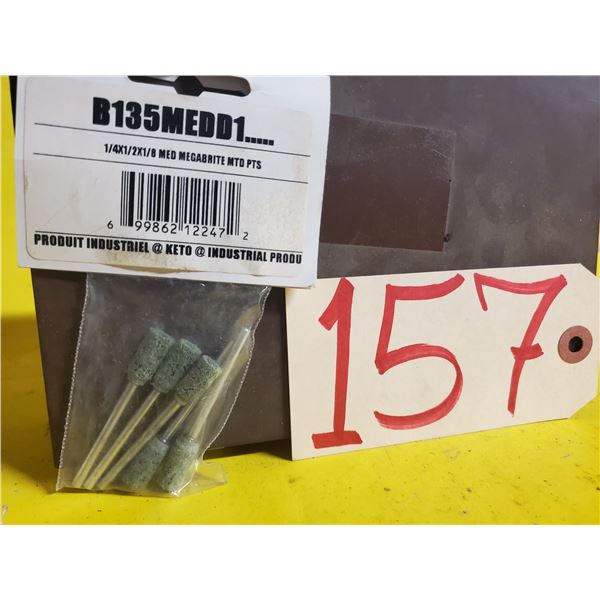 B135MEDD1.....
1/4X1/2X1/8 MED MEGABRITE MTD PTS
6 99862 12247 2
PRODUIT INDUSTRIEL @ KETO @ INDUSTRIAL PRODU
157